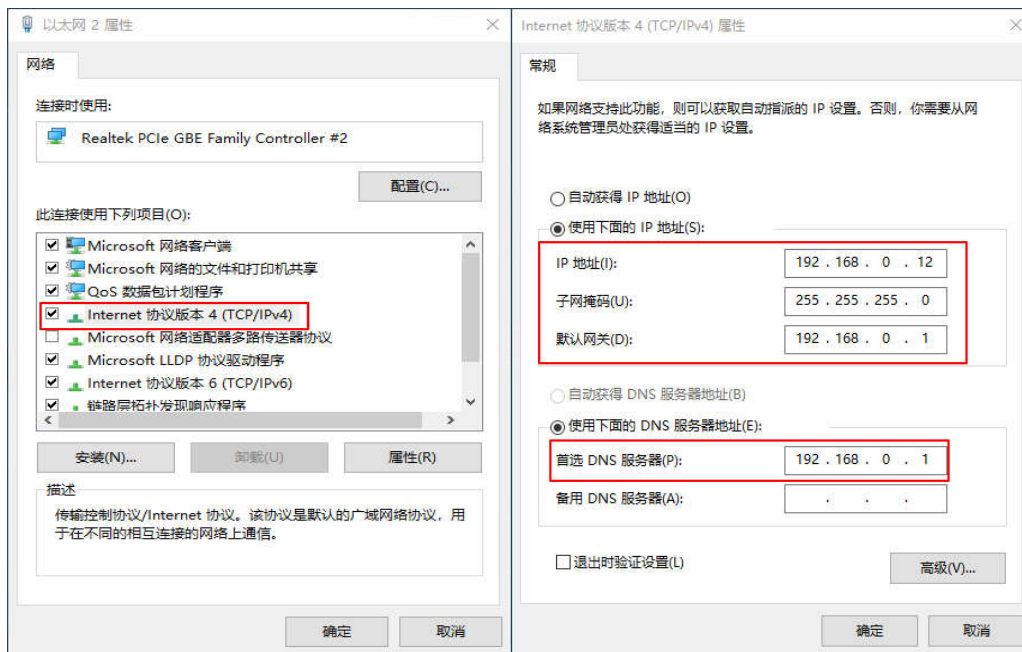 以太网 2 属性
网络
连接时使用:
Realtek PCIe GBE Family Controller #2
配置(C)...
此连接使用下列项目(O):
Microsoft 网络客户端
Microsoft 网络的文件和打印机共享
QoS 数据包计划程序
Internet 协议版本 4 (TCP/IPv4)
Microsoft 网络适配器多路传送器协议
Microsoft LLDP 协议驱动程序
Internet 协议版本 6 (TCP/IPv6)
链路层拓扑发现响应程序
安装(N)...
卸载(U)
属性(R)
描述
传输控制协议/Internet 协议。该协议是默认的广域网络协议，用
于在不同的相互连接的网络上通信。
确定
取消
Internet 协议版本 4 (TCP/IPv4) 属性
常规
如果网络支持此功能，则可以获取自动指派的 IP 设置。否则，你需要从网
络系统管理员处获得适当的 IP 设置。
自动获得 IP 地址(O)
使用下面的 IP 地址(S):
IP 地址(I):
192 . 168 . 0 . 12
子网掩码(U):
255 . 255 . 255 . 0
默认网关(D):
192 . 168 . 0 . 1
自动获得 DNS 服务器地址(B)
使用下面的 DNS 服务器地址(E):
首选 DNS 服务器(P):
192 . 168 . 0 . 1
备用 DNS 服务器(A):
. . .
退出时验证设置(L)
高级(V)...
确定
取消